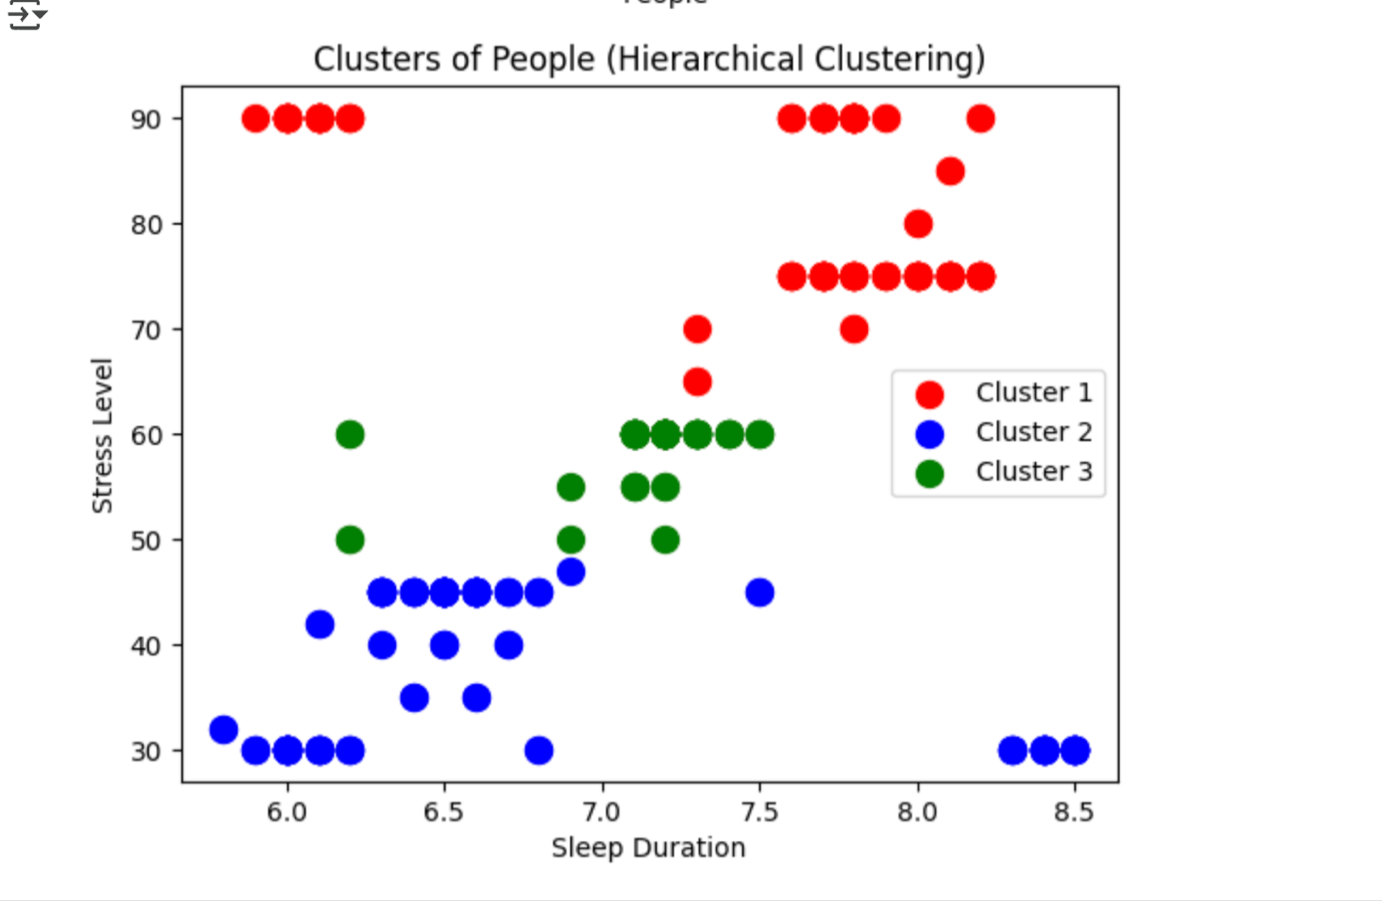 People
Clusters of People (Hierarchical Clustering)
90
80
70
60
50
40
30
Stress Level
Cluster 1
Cluster 2
Cluster 3
6.0 6.5 7.0 7.5 8.0 8.5
Sleep Duration